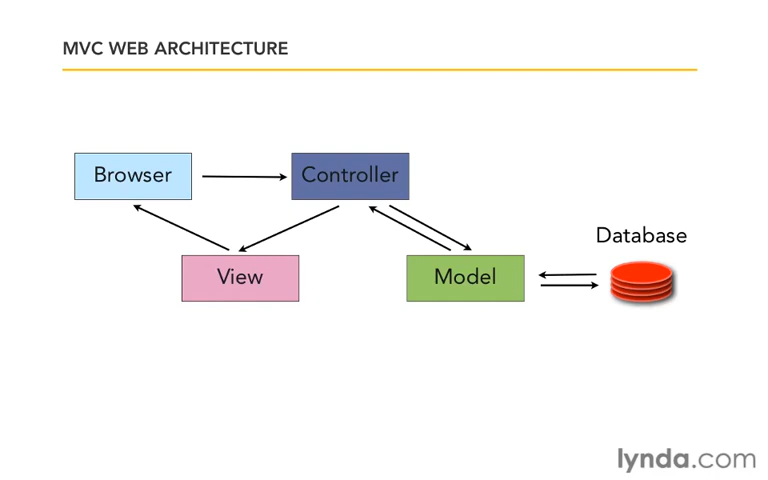 MVC WEB ARCHITECTURE
Browser
Controller
Database
View
Model
lynda.com